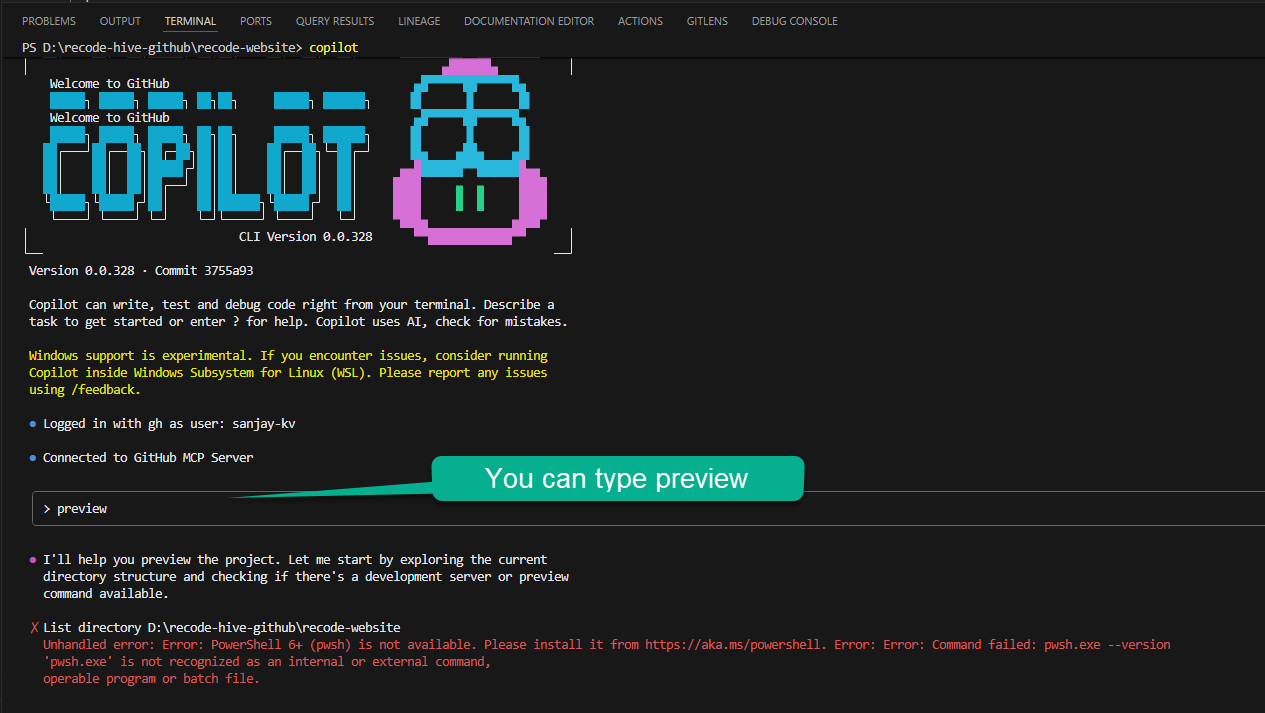 PROBLEMS OUTPUT TERMINAL PORTS QUERY RESULTS LINEAGE DOCUMENTATION EDITOR ACTIONS GITLENS DEBUG CONSOLE
PS D:\recode-hive-github\recode-website> copilot
Welcome to GitHub
Welcome to GitHub
COPILOT
CLI Version 0.0.328
Version 0.0.328 · Commit 3755a93
Copilot can write, test and debug code right from your terminal. Describe a
task to get started or enter ? for help. Copilot uses AI, check for mistakes.
Windows support is experimental. If you encounter issues, consider running
Copilot inside Windows Subsystem for Linux (WSL). Please report any issues
using /feedback.
● Logged in with gh as user: sanjay-kv
● Connected to GitHub MCP Server
You can type preview
> preview
● I'll help you preview the project. Let me start by exploring the current
directory structure and checking if there's a development server or preview
command available.
✗ List directory D:\recode-hive-github\recode-website
Unhandled error: Error: PowerShell 6+ (pwsh) is not available. Please install it from https://aka.ms/powershell. Error: Error: Command failed: pwsh.exe --version
'pwsh.exe' is not recognized as an internal or external command,
operable program or batch file.